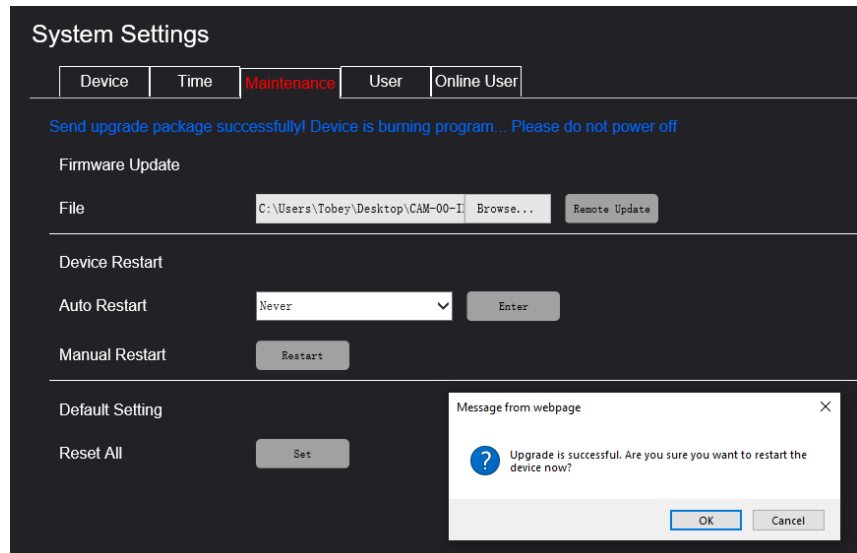 System Settings
Device Time Maintenance User Online User
Send upgrade package successfully! Device is burning program... Please do not power off
Firmware Update
File C:\Users\Tobey\Desktop\CAM-00-I Browse... Remote Update
Device Restart
Auto Restart Never Enter
Manual Restart Restart
Default Setting
Reset All Set
Message from webpage
Upgrade is successful. Are you sure you want to restart the
device now?
OK Cancel